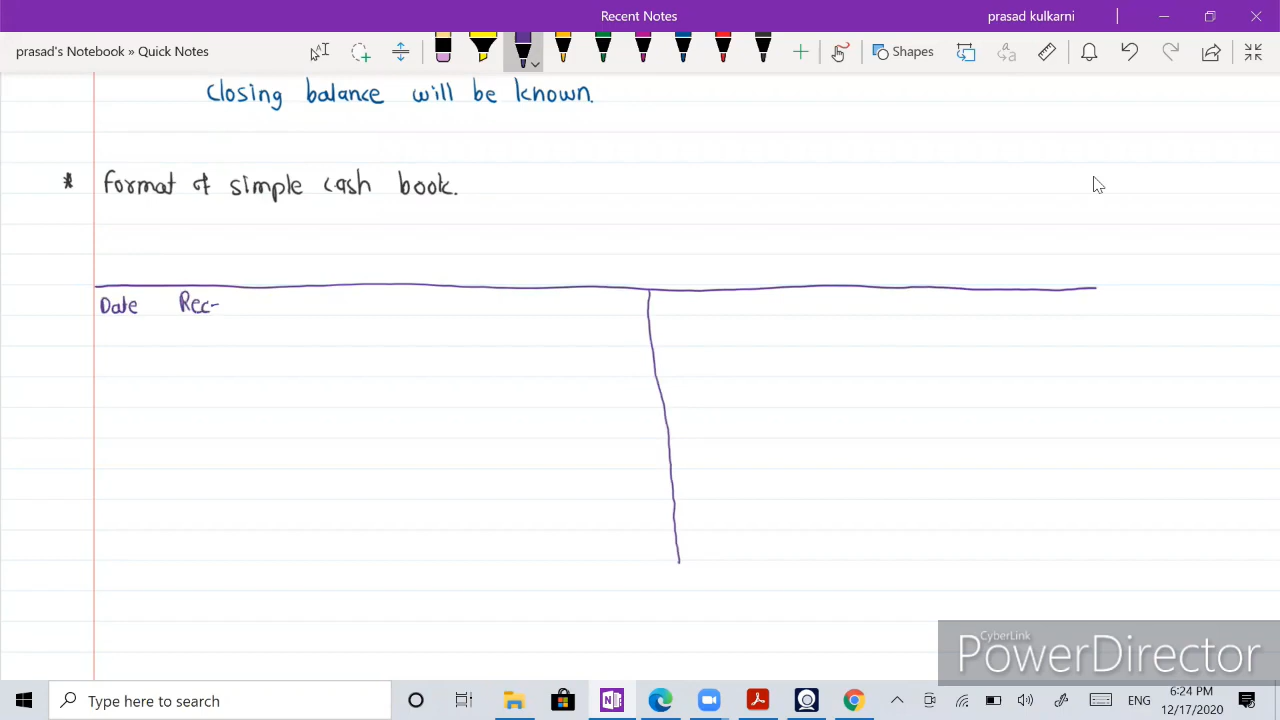 Recent Notes
prasad kulkarni
prasad's Notebook » Quick Notes
Shapes
Closing balance will be known.
* Format of simple cash book.
Date Rec-
CyberLink
PowerDirector
Type here to search
ENG
6:24 PM
12/17/2020